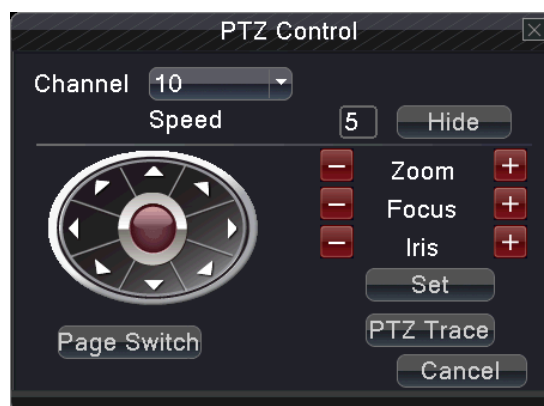 PTZ Control
Channel 10
Speed 5 Hide
Zoom
Focus
Iris
Set
Page Switch
PTZ Trace
Cancel